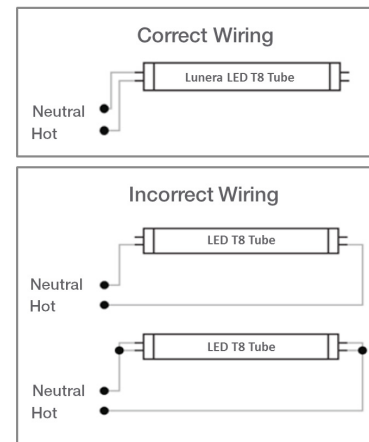 Correct Wiring
Lunera LED T8 Tube
Neutral
Hot
Incorrect Wiring
LED T8 Tube
Neutral
Hot
LED T8 Tube
Neutral
Hot